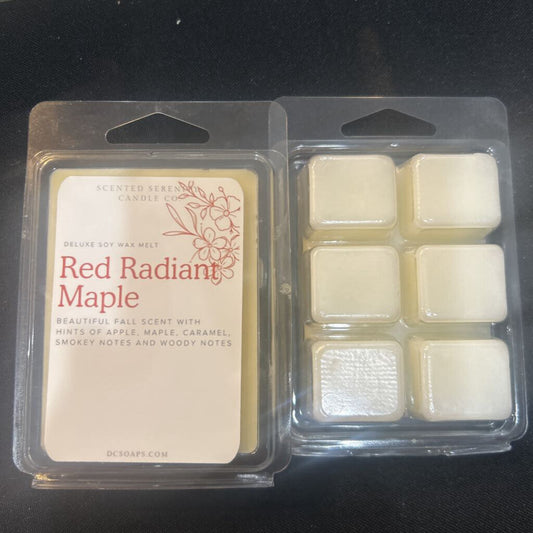 SCENTED SERENITY
CANDLE CO
DELUXE SOY WAX MELT
Red Radiant
Maple
BEAUTIFUL FALL SCENT WITH
HINTS OF APPLE, MAPLE, CARAMEL,
SMOKEY NOTES AND WOODY NOTES
DCSOAPS.COM